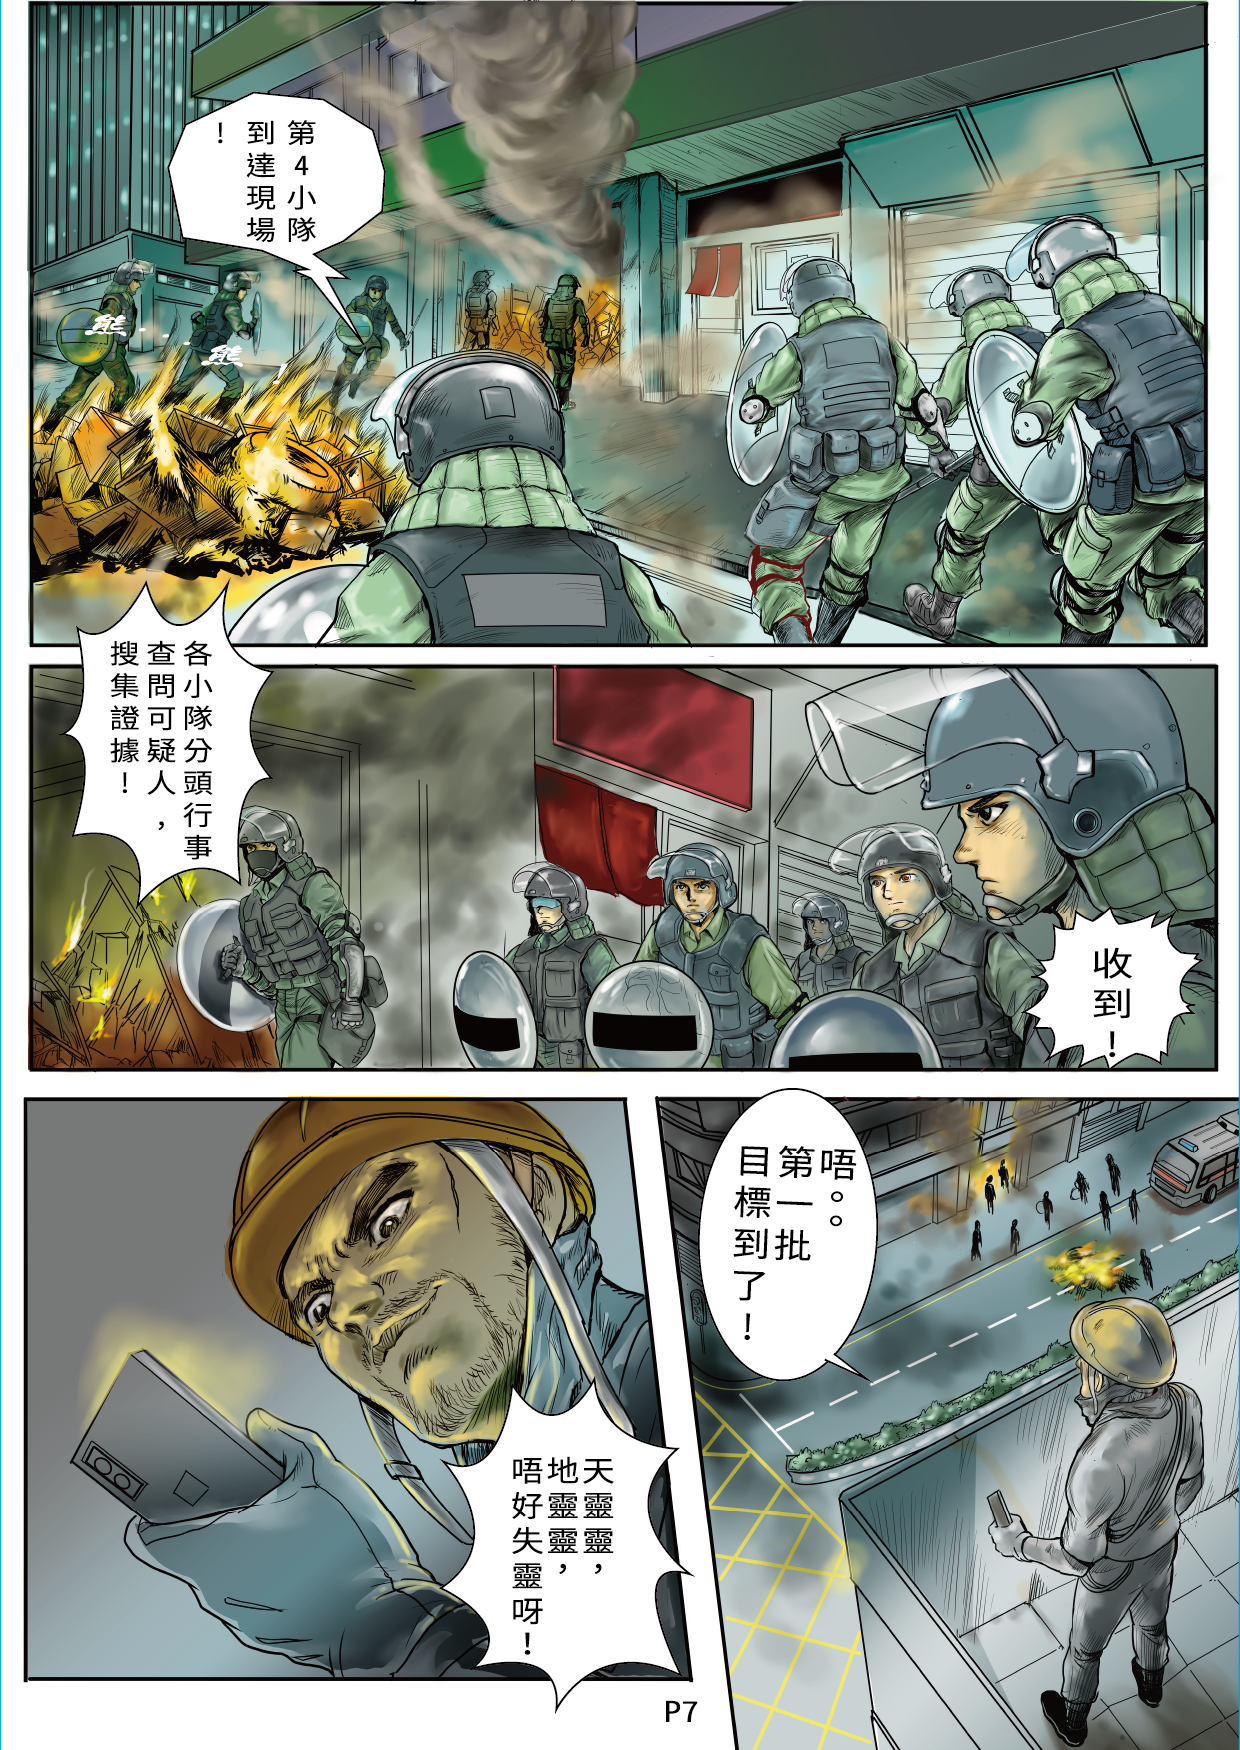 第4小隊
到達現場
！
熊...
熊！
各小隊分頭行事
查問可疑人，
搜集證據！
收到！
唔。。
第一批
目標到了！
天靈靈，
地靈靈，
唔好失靈呀！
P7